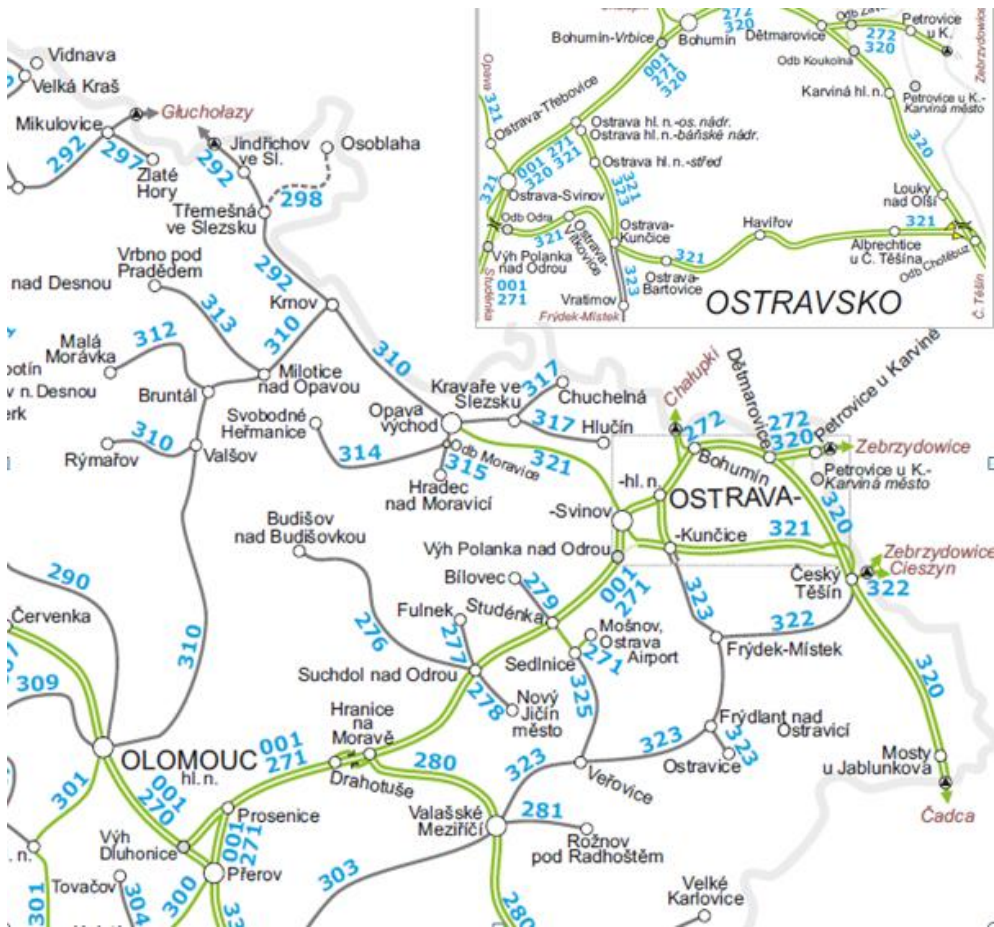 Vidnava
Velká Kraš
Mikulovice
Głuchołazy
292
297
Zlaté
Hory
292
Jindřichov
ve Sl.
Osoblaha
298
Třemešná
ve Slezsku
Vrbno pod
Pradědem
nad Desnou
292
Krnov
313
310
312
Malá
Morávka
Milotice
nad Opavou
310
v n. Desnou
Bruntál
310
Rýmařov
Valšov
Svobodné
Heřmanice
Opava
východ
Kravaře ve
Slezsku
317
Chuchelná
317
Hlučín
314
Odb Moravice
315
Hradec
nad Moravicí
321
Chałupki
272
Dětmarovice
272
320
Petrovice u Karviné
Zebrzydowice
Bohumín
Petrovice u K.-
Karviná město
-hl. n.
OSTRAVA-
-Svinov
-Kunčice
321
320
Výh Polanka nad Odrou
Zebrzydowice
Cieszyn
Český
Těšín
322
Budišov
nad Budišovkou
Bílovec
279
001
271
Fulnek
Studénka
277
276
Mošnov,
Ostrava
Airport
271
Sedlnice
323
322
Frýdek-Místek
290
Červenka
310
309
Suchdol nad Odrou
278
Nový
Jičín
město
325
320
Hranice
na
Moravě
Frýdlant nad
Ostravicí
323
323
Ostravice
OLOMOUC
hl. n.
001
271
Drahotuše
280
323
Veřovice
Mosty
u Jablunkova
Čadca
301
001
270
Prosenice
Valašské
Meziříčí
281
Rožnov
pod Radhoštěm
Výh
Dluhonice
001
271
. n.
Přerov
Tovačov
301
304
300
303
280
Velké
Karlovice
272
320
Bohumín-Vrbice
Bohumín
Dětmarovice
272
320
Petrovice
u K.
Zebrzydowice
Odb Koukolná
001
271
320
Opava
321
Ostrava-Třebovice
Karviná hl. n.
Petrovice u K.-
Karviná město
Ostrava hl. n.-os. nádr.
Ostrava hl. n.-báňské nádr.
001 271
320 321
Ostrava hl. n.-střed
320
321
321
323
Ostrava-Svinov
Odb Odra
321
Ostrava-
Vítkovice
Ostrava-
Kunčice
Havířov
Louky
nad Olší
321
Albrechtice
u Č. Těšína
Odb Chotěbuz
Výh Polanka
nad Odrou
321
Ostrava-
Bartovice
323
Studénka
001
271
Vratimov
Frýdek-Místek
OSTRAVSKO
Č. Těšín